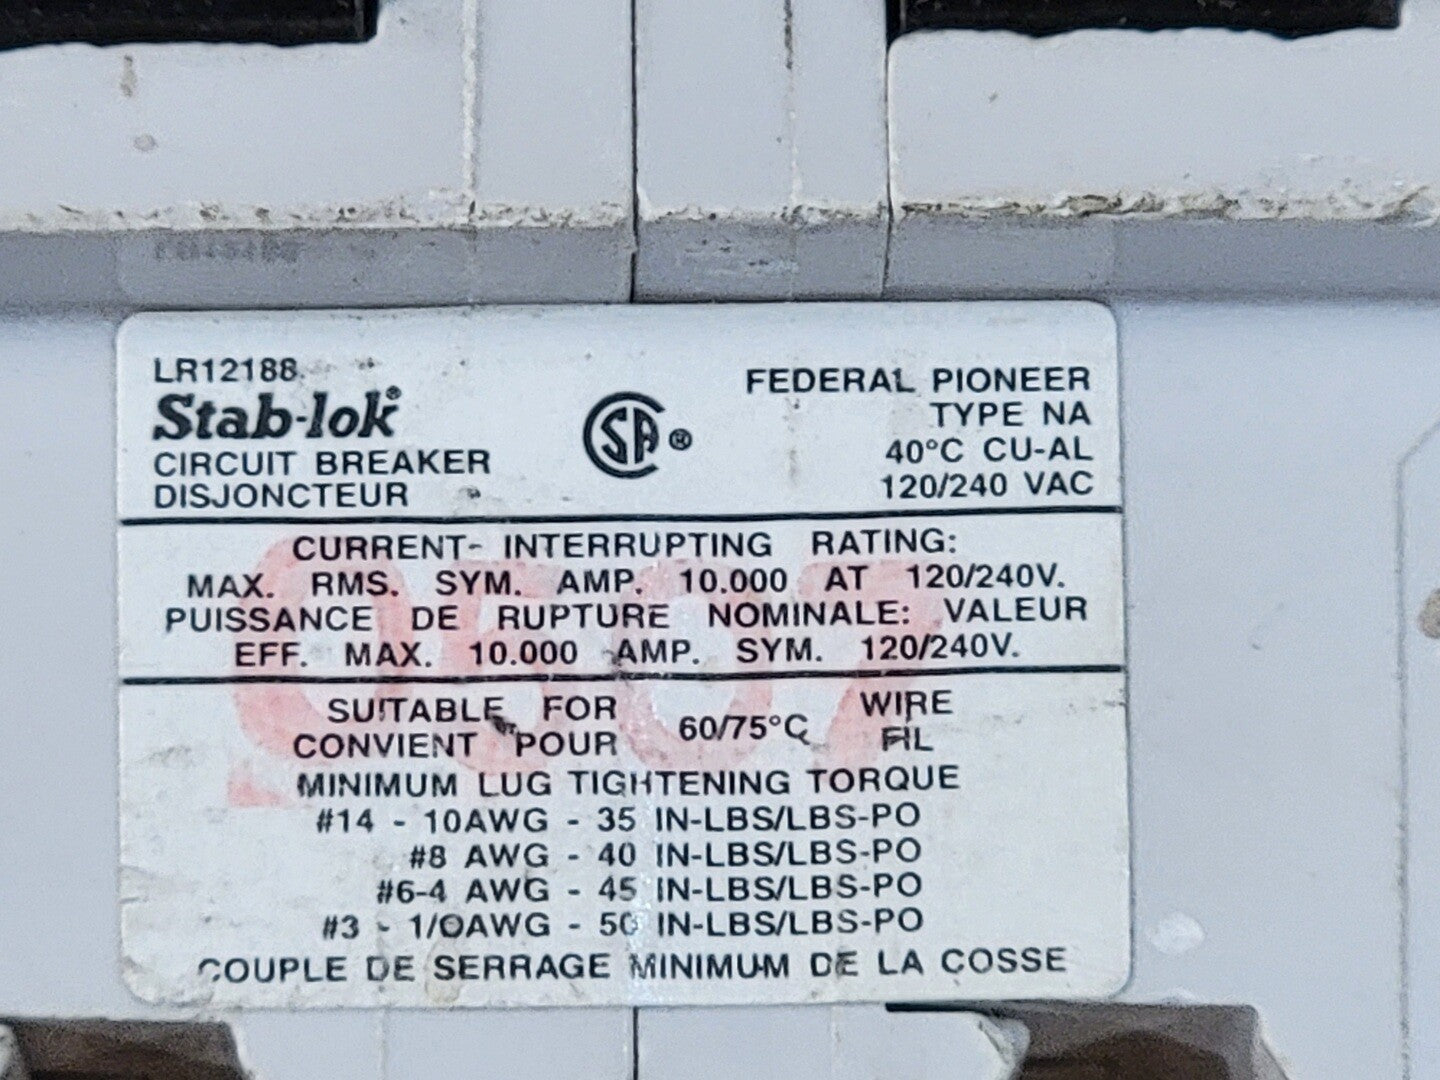 LR12188
Stab-lok®
CIRCUIT BREAKER
DISJONCTEUR
CSA®
FEDERAL PIONEER
TYPE NA
40°C CU-AL
120/240 VAC
CURRENT- INTERRUPTING RATING:
MAX. RMS. SYM. AMP. 10.000 AT 120/240V.
PUISSANCE DE RUPTURE NOMINALE: VALEUR
EFF. MAX. 10.000 AMP. SYM. 120/240V.
SUITABLE FOR 60/75°C WIRE
CONVIENT POUR FIL
MINIMUM LUG TIGHTENING TORQUE
#14 - 10AWG - 35 IN-LBS/LBS-PO
#8 AWG - 40 IN-LBS/LBS-PO
#6-4 AWG - 45 IN-LBS/LBS-PO
#3 - 1/0AWG - 50 IN-LBS/LBS-PO
COUPLE DE SERRAGE MINIMUM DE LA COSSE